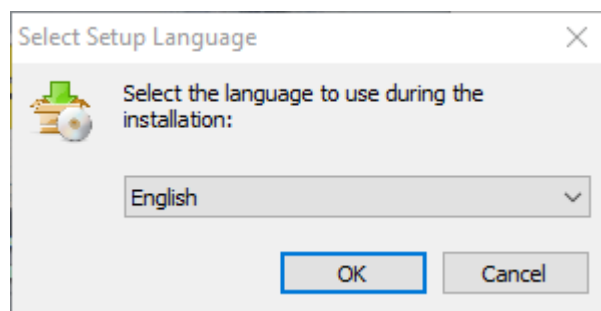 Select Setup Language
Select the language to use during the
installation:
English
OK
Cancel